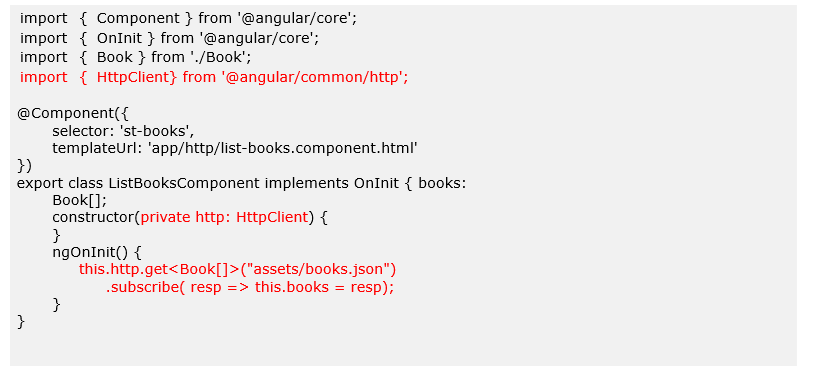 import { Component } from '@angular/core';
import { OnInit } from '@angular/core';
import { Book } from './Book';
import { HttpClient} from '@angular/common/http';
@Component({
selector: 'st-books',
templateUrl: 'app/http/list-books.component.html'
})
export class ListBooksComponent implements OnInit { books:
Book[];
constructor(private http: HttpClient) {
}
ngOnInit() {
this.http.get<Book[]>("assets/books.json")
.subscribe( resp => this.books = resp);
}
}